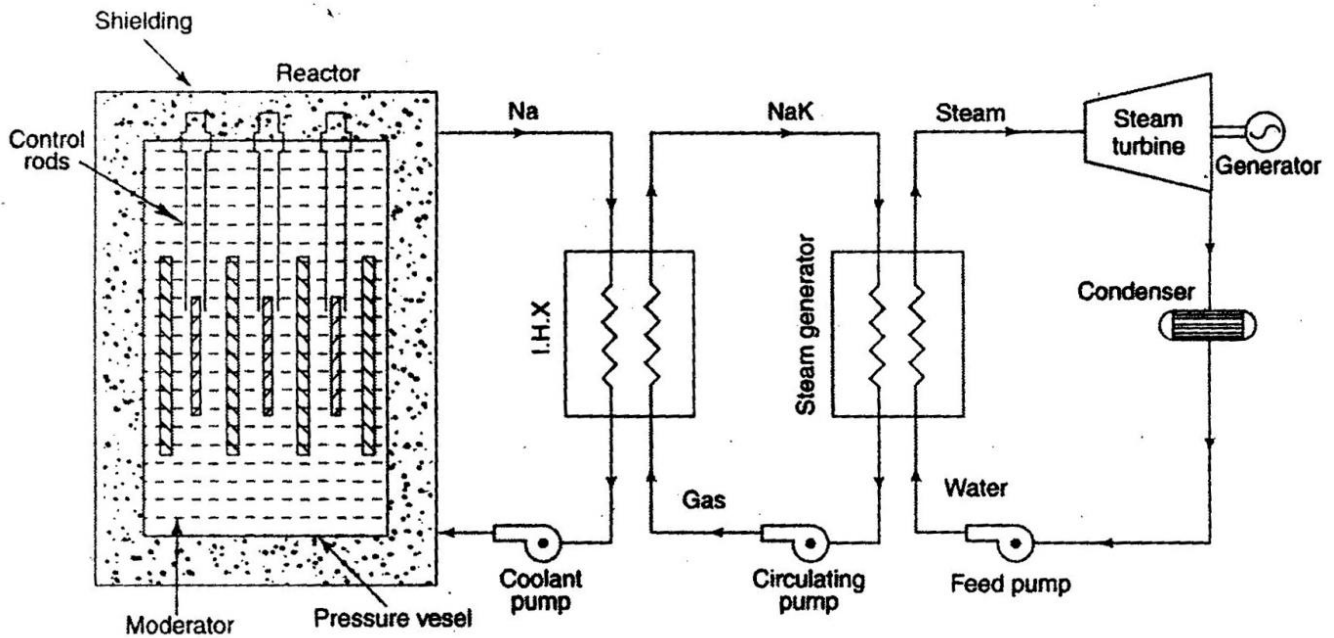 Shielding
Reactor
Control
rods
Na
NaK
Steam
Steam
turbine
Generator
I.H.X
Steam generator
Condenser
Gas
Water
Coolant
pump
Circulating
pump
Feed pump
Moderator
Pressure vesel